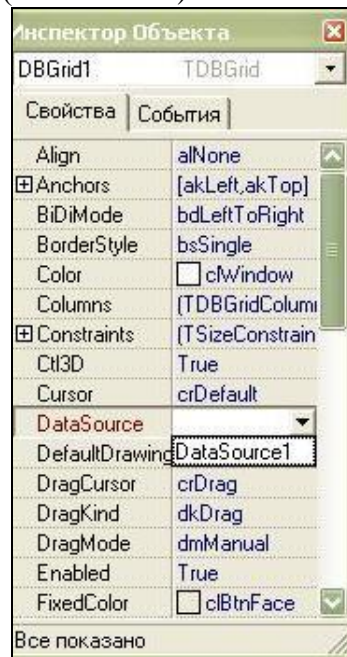 Инспектор Объекта
DBGrid1 TDBGrid
Свойства События
Align alNone
Anchors [akLeft,akTop]
BiDiMode bdLeftToRight
BorderStyle bsSingle
Color clWindow
Columns (TDBGridColumn
Constraints (TSizeConstrain
Ctl3D True
Cursor crDefault
DataSource
DefaultDrawing DataSource1
DragCursor crDrag
DragKind dkDrag
DragMode dmManual
Enabled True
FixedColor clBtnFace
Все показано